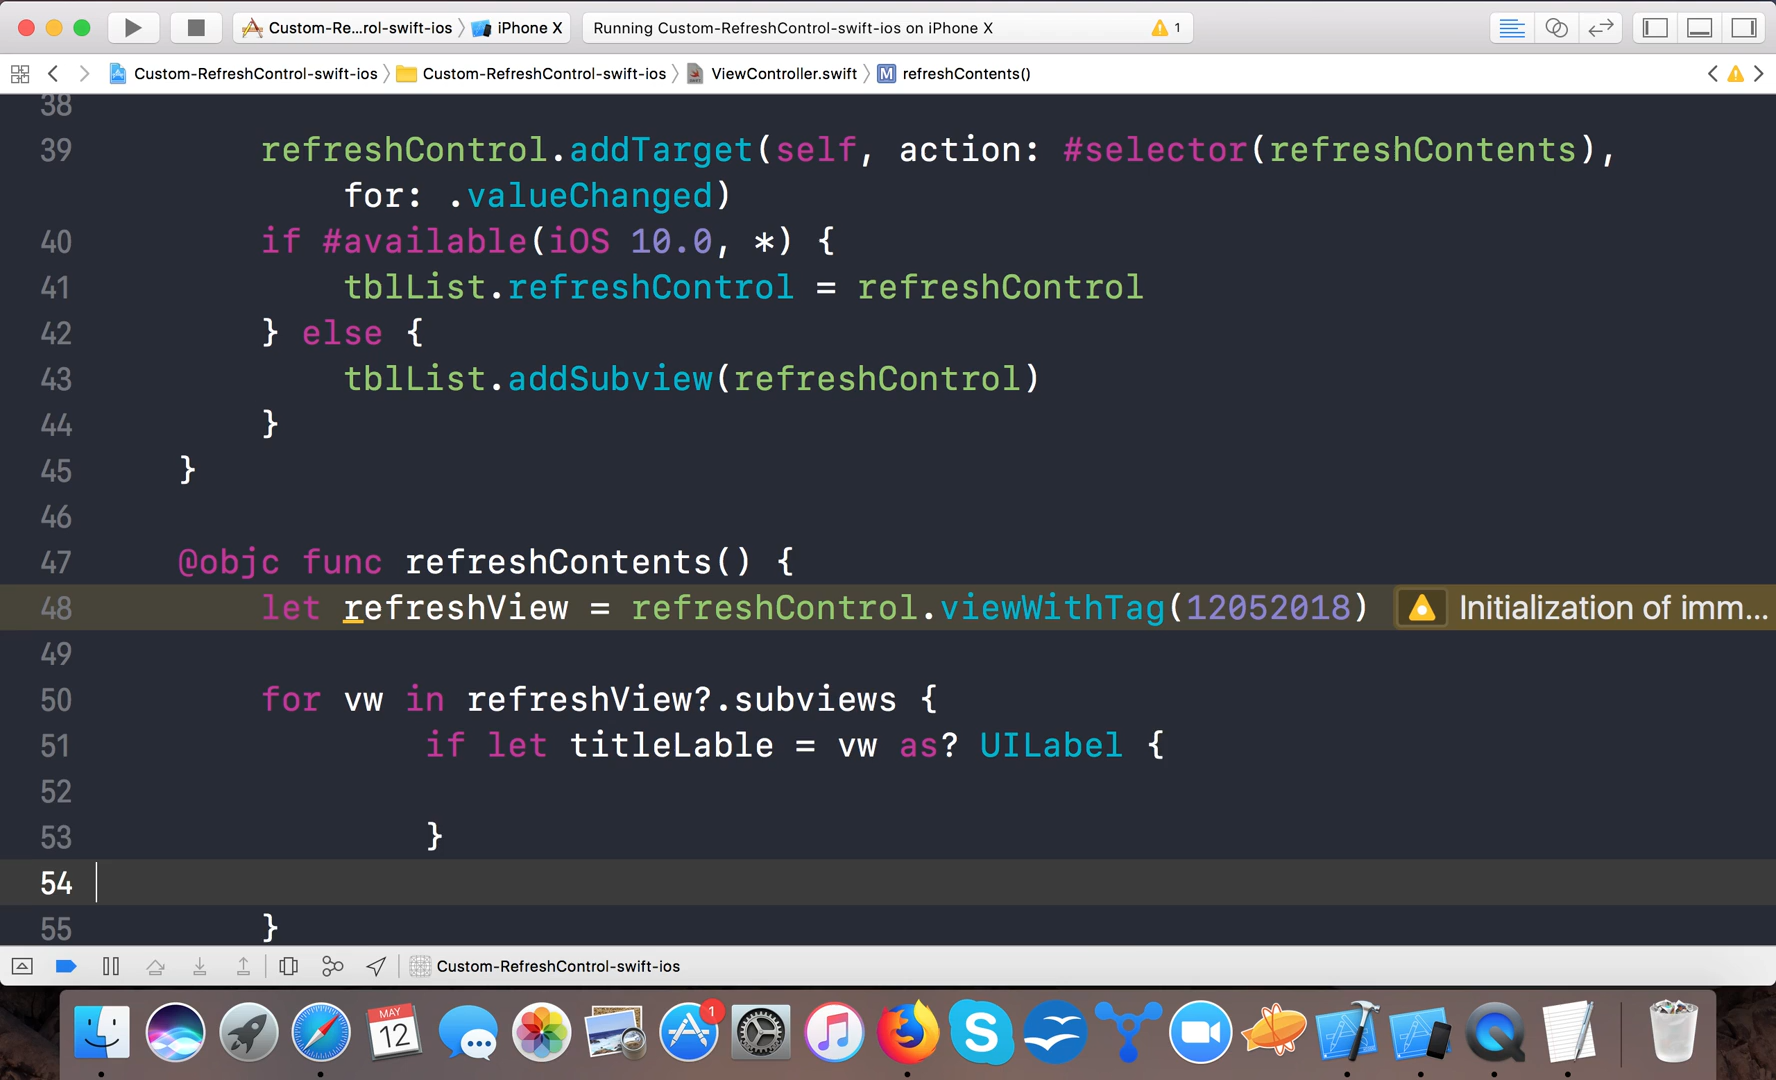 Custom-Re...rol-swift-ios
iPhone X
Running Custom-RefreshControl-swift-ios on iPhone X
1
Custom-RefreshControl-swift-ios
Custom-RefreshControl-swift-ios
ViewController.swift
M
refreshContents()
38
39 refreshControl.addTarget(self, action: #selector(refreshContents),
for: .valueChanged)
40 if #available(iOS 10.0, *) {
41 tblList.refreshControl = refreshControl
42 } else {
43 tblList.addSubview(refreshControl)
44 }
45 }
46
47 @objc func refreshContents() {
48 let refreshView = refreshControl.viewWithTag(12052018) Initialization of imm...
49
50 for vw in refreshView?.subviews {
51 if let titleLable = vw as? UILabel {
52
53 }
54
55 }
Custom-RefreshControl-swift-ios
MAY
12
1
S